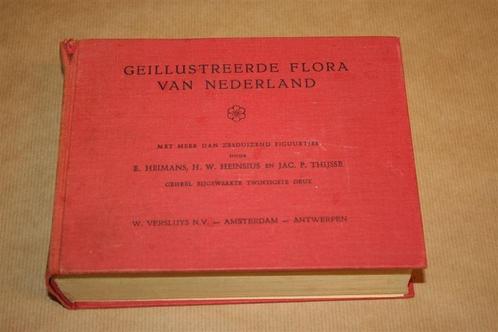 GEILLUSTREERDE FLORA
VAN NEDERLAND
MET MEER DAN ZESDUIZEND FIGUURTJES
DOOR
E. HEIMANS, H. W. HEINSIUS EN JAC. P. THIJSSE
GEHEEL BIJGEWERKTE TWINTIGSTE DRUK
W. VERSLUYS N.V. — AMSTERDAM — ANTWERPEN